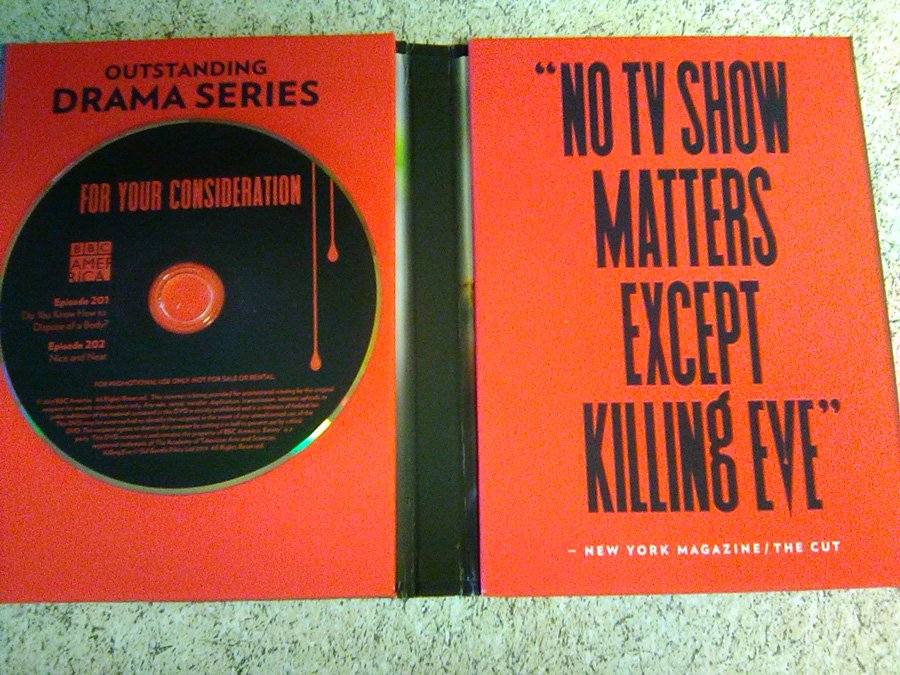 OUTSTANDING
DRAMA SERIES
FOR YOUR CONSIDERATION
BBC
AMER
RICA
Episode 201
Do You Know How to
Dispose of a Body?
Episode 202
Nice and Neat
FOR PROMOTIONAL USE ONLY. NOT FOR SALE OR RENTAL.
“NO TV SHOW
MATTERS
EXCEPT
KILLING EVE”
– NEW YORK MAGAZINE/THE CUT